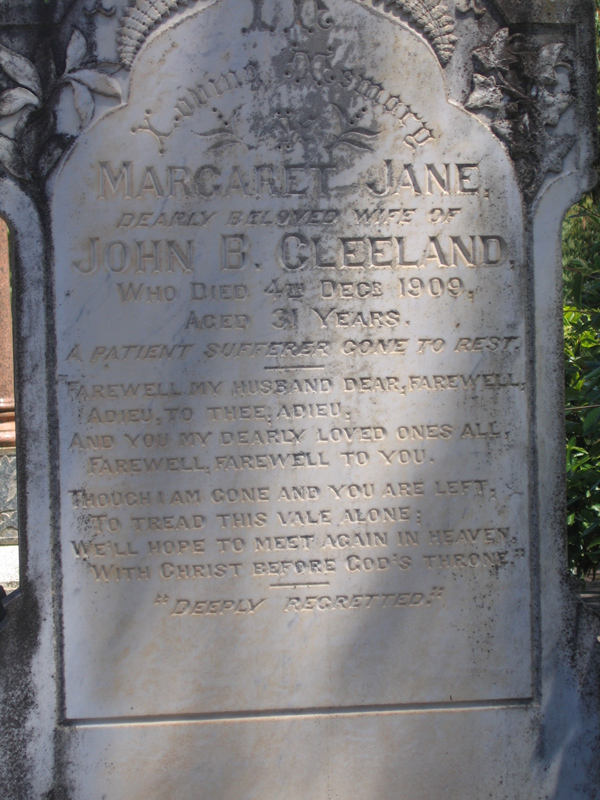 In
Loving Memory
MARGARET JANE,
DEARLY BELOVED WIFE OF
JOHN B. CLEELAND,
WHO DIED 4TH DECR 1909,
AGED 31 YEARS.
A PATIENT SUFFERER GONE TO REST.
"FAREWELL MY HUSBAND DEAR, FAREWELL,
ADIEU, TO THEE, ADIEU,
AND YOU MY DEARLY LOVED ONES ALL,
FAREWELL, FAREWELL TO YOU.
THOUGH I AM GONE AND YOU ARE LEFT,
TO TREAD THIS VALE ALONE;
WE'LL HOPE TO MEET AGAIN IN HEAVEN,
WITH CHRIST BEFORE GOD'S THRONE."
"DEEPLY REGRETTED."